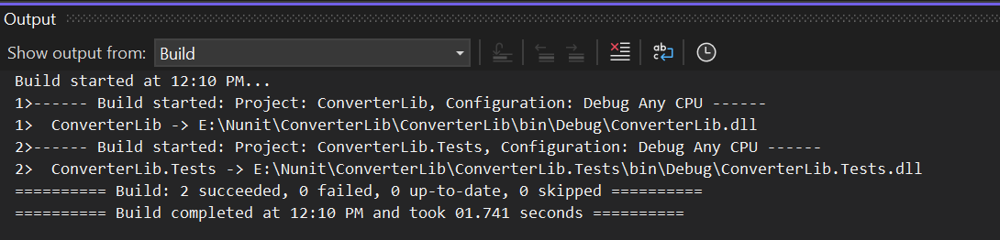 Output
Show output from: Build
Build started at 12:10 PM...
1>------ Build started: Project: ConverterLib, Configuration: Debug Any CPU ------
1>  ConverterLib -> E:\Nunit\ConverterLib\ConverterLib\bin\Debug\ConverterLib.dll
2>------ Build started: Project: ConverterLib.Tests, Configuration: Debug Any CPU ------
2>  ConverterLib.Tests -> E:\Nunit\ConverterLib\ConverterLib.Tests\bin\Debug\ConverterLib.Tests.dll
========== Build: 2 succeeded, 0 failed, 0 up-to-date, 0 skipped ==========
========== Build completed at 12:10 PM and took 01.741 seconds ==========